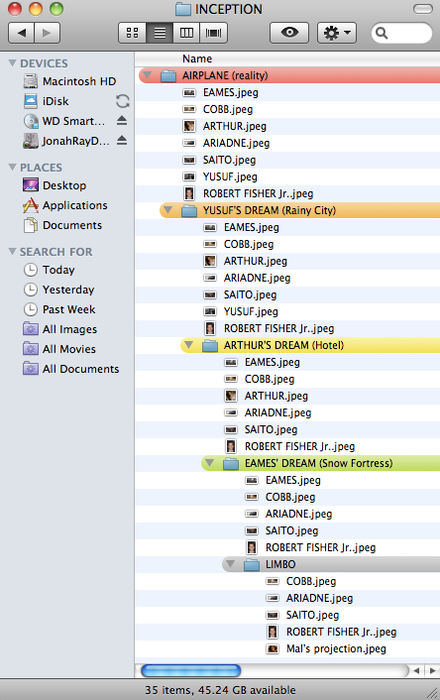 INCEPTION
Name
DEVICES
Macintosh HD
iDisk
WD Smart...
JonahRayD...
PLACES
Desktop
Applications
Documents
SEARCH FOR
Today
Yesterday
Past Week
All Images
All Movies
All Documents
AIRPLANE (reality)
EAMES.jpeg
COBB.jpeg
ARTHUR.jpeg
ARIADNE.jpeg
SAITO.jpeg
YUSUF.jpeg
ROBERT FISHER Jr..jpeg
YUSUF'S DREAM (Rainy City)
EAMES.jpeg
COBB.jpeg
ARTHUR.jpeg
ARIADNE.jpeg
SAITO.jpeg
YUSUF.jpeg
ROBERT FISHER Jr..jpeg
ARTHUR'S DREAM (Hotel)
EAMES.jpeg
COBB.jpeg
ARTHUR.jpeg
ARIADNE.jpeg
SAITO.jpeg
ROBERT FISHER Jr..jpeg
EAMES' DREAM (Snow Fortress)
EAMES.jpeg
COBB.jpeg
ARIADNE.jpeg
SAITO.jpeg
ROBERT FISHER Jr..jpeg
LIMBO
COBB.jpeg
ARIADNE.jpeg
SAITO.jpeg
ROBERT FISHER Jr..jpeg
Mal's projection.jpeg
35 items, 45.24 GB available